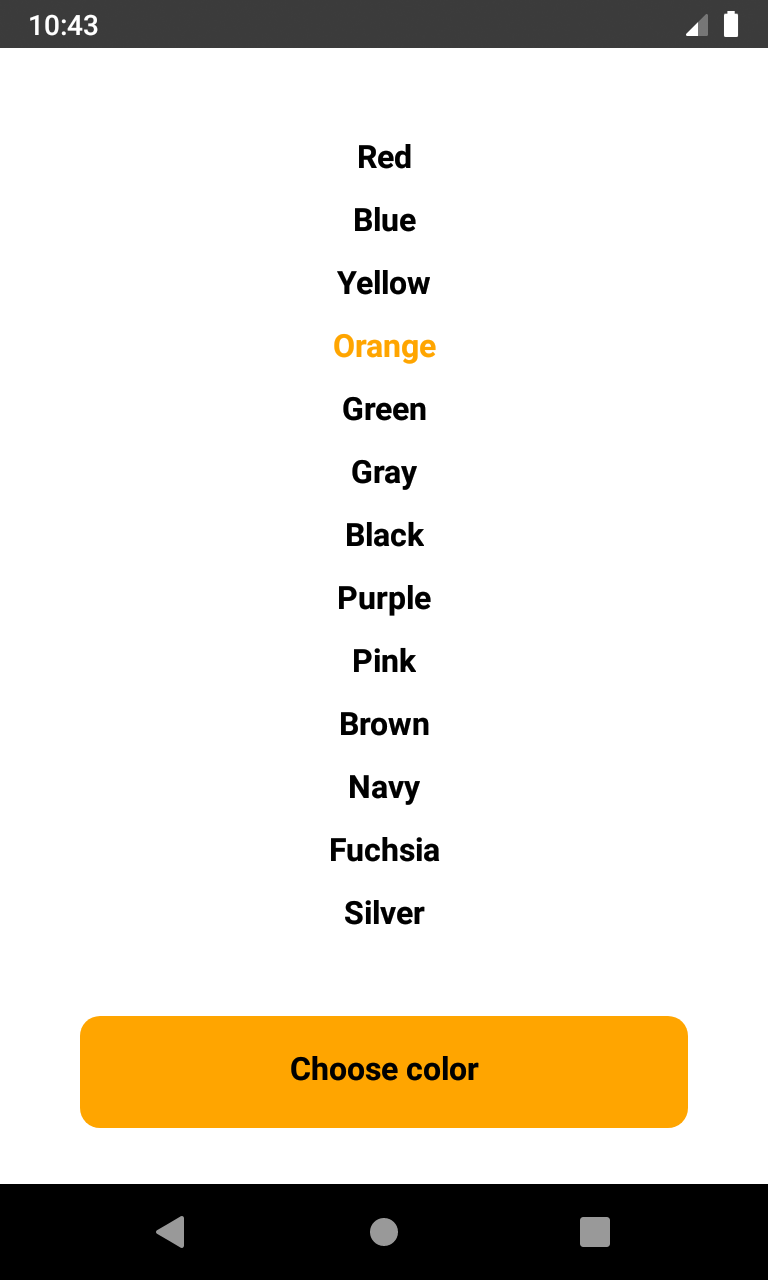 10:43
Red
Blue
Yellow
Orange
Green
Gray
Black
Purple
Pink
Brown
Navy
Fuchsia
Silver
Choose color